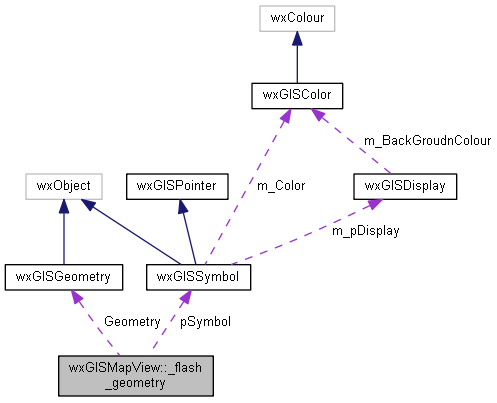 wxColour
wxGISColor
m_BackGroudnColour
wxObject
wxGISPointer
m_Color
wxGISDisplay
m_pDisplay
wxGISGeometry
wxGISSymbol
Geometry
pSymbol
wxGISMapView::_flash
_geometry